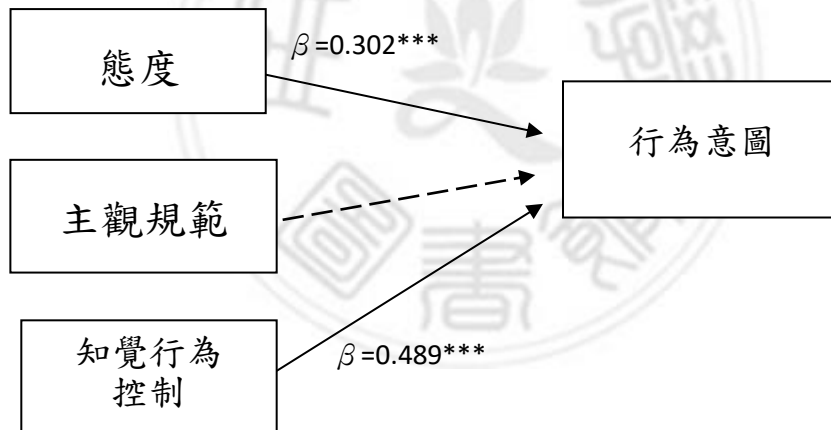 態度
β=0.302***
行為意圖
主觀規範
知覺行為
控制
β=0.489***